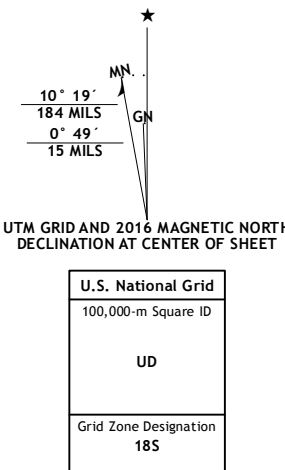 ★
MN
10° 19´
184 MILS
GN
0° 49´
15 MILS
UTM GRID AND 2016 MAGNETIC NORTH
DECLINATION AT CENTER OF SHEET
U.S. National Grid
100,000-m Square ID
UD
Grid Zone Designation
18S